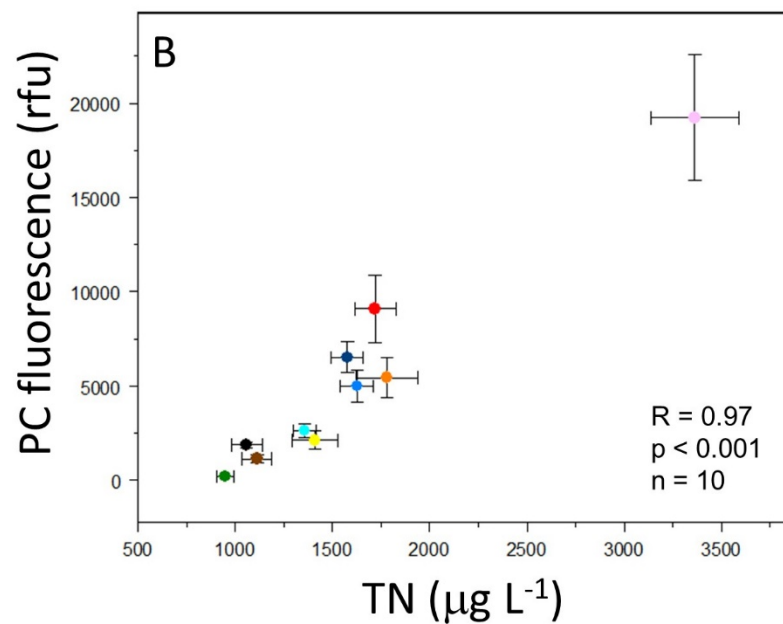 B
PC fluorescence (rfu)
20000
15000
10000
5000
0
R = 0.97
p < 0.001
n = 10
500 1000 1500 2000 2500 3000 3500
TN (μg L⁻¹)